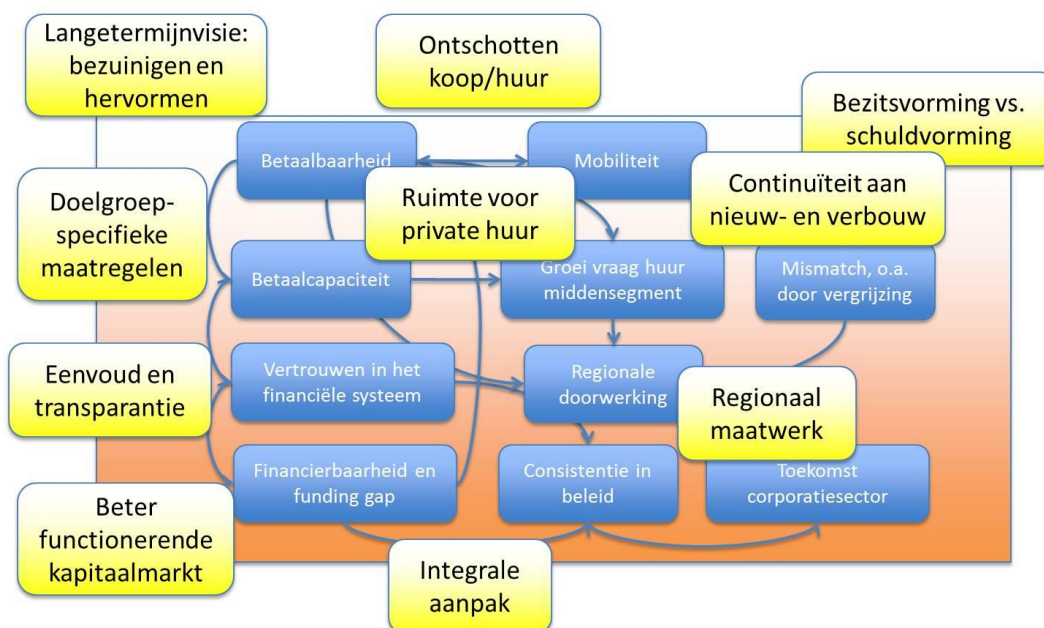 Langetermijnvisie:
bezuinigen en
hervormen
Ontschotten
koop/huur
Bezitsvorming vs.
schuldvorming
Betaalbaarheid
Mobiliteit
Doelgroep-
specifieke
maatregelen
Ruimte voor
private huur
Continuïteit aan
nieuw- en verbouw
Betaalcapaciteit
Groei vraag huur
middensegment
Mismatch, o.a.
door vergrijzing
Eenvoud en
transparantie
Vertrouwen in het
financiële systeem
Regionale
doorwerking
Regionaal
maatwerk
Beter
functionerende
kapitaalmarkt
Financierbaarheid en
funding gap
Consistentie in
beleid
Toekomst
corporatiesector
Integrale
aanpak